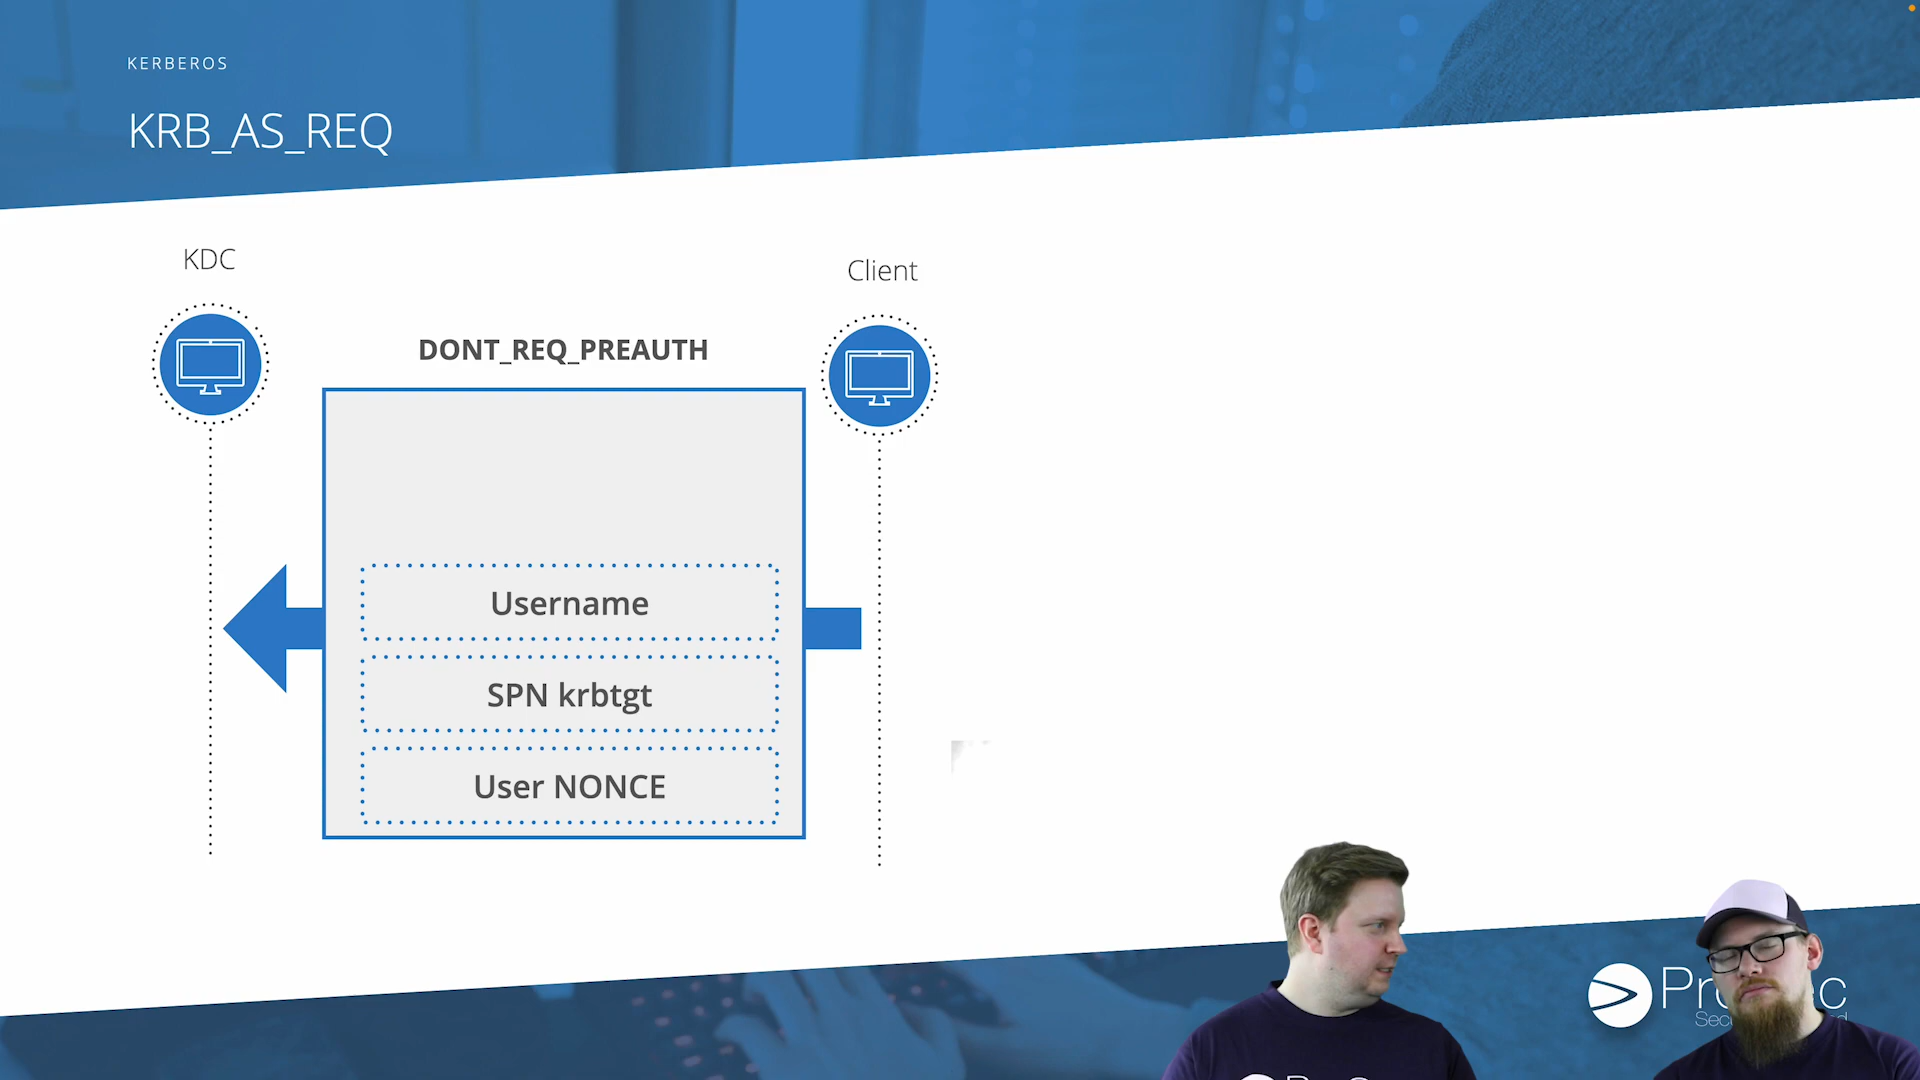 KERBEROS
KRB_AS_REQ
KDC
Client
DONT_REQ_PREAUTH
Username
SPN krbtgt
User NONCE